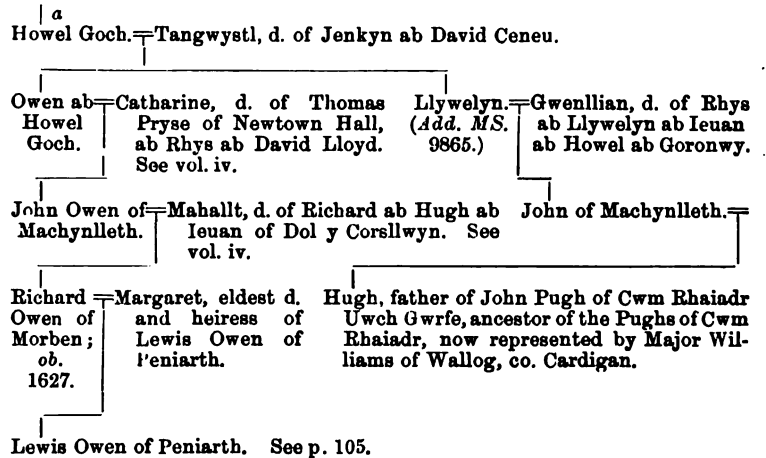 a
Howel Goch.=Tangwystl, d. of Jenkyn ab David Ceneu.
Owen ab=Catharine, d. of Thomas
Howel Pryse of Newtown Hall,
Goch. ab Rhys ab David Lloyd.
See vol. iv.
Llywelyn.=Gwenllian, d. of Rhys
(Add. MS. ab Llywelyn ab Ieuan
9865.) ab Howel ab Goronwy.
John Owen of=Mahallt, d. of Richard ab Hugh ab
Machynlleth. Ieuan of Dol y Corsllwyn. See
vol. iv.
John of Machynlleth.=
Richard=Margaret, eldest d.
Owen of and heiress of
Morben; Lewis Owen of
ob. Peniarth.
1627.
Hugh, father of John Pugh of Cwm Rhaiadr
Uwch Gwrfe, ancestor of the Pughs of Cwm
Rhaiadr, now represented by Major Wil-
liams of Wallog, co. Cardigan.
Lewis Owen of Peniarth. See p. 105.